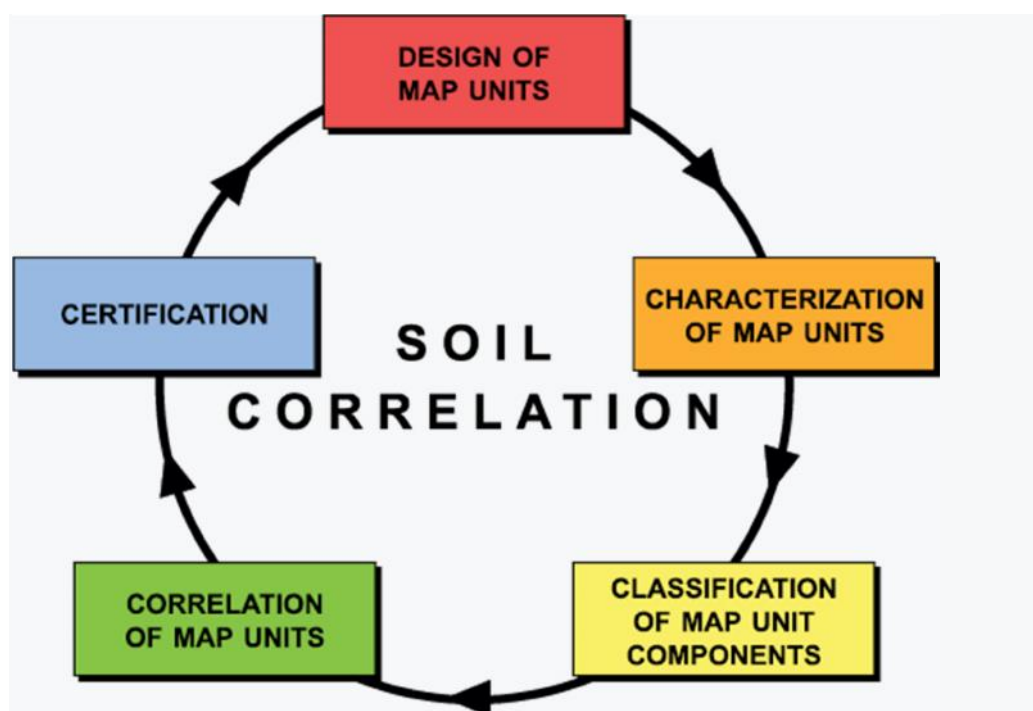 DESIGN OF
MAP UNITS
CHARACTERIZATION
OF MAP UNITS
CERTIFICATION
SOIL
CORRELATION
CLASSIFICATION
OF MAP UNIT
COMPONENTS
CORRELATION
OF MAP UNITS